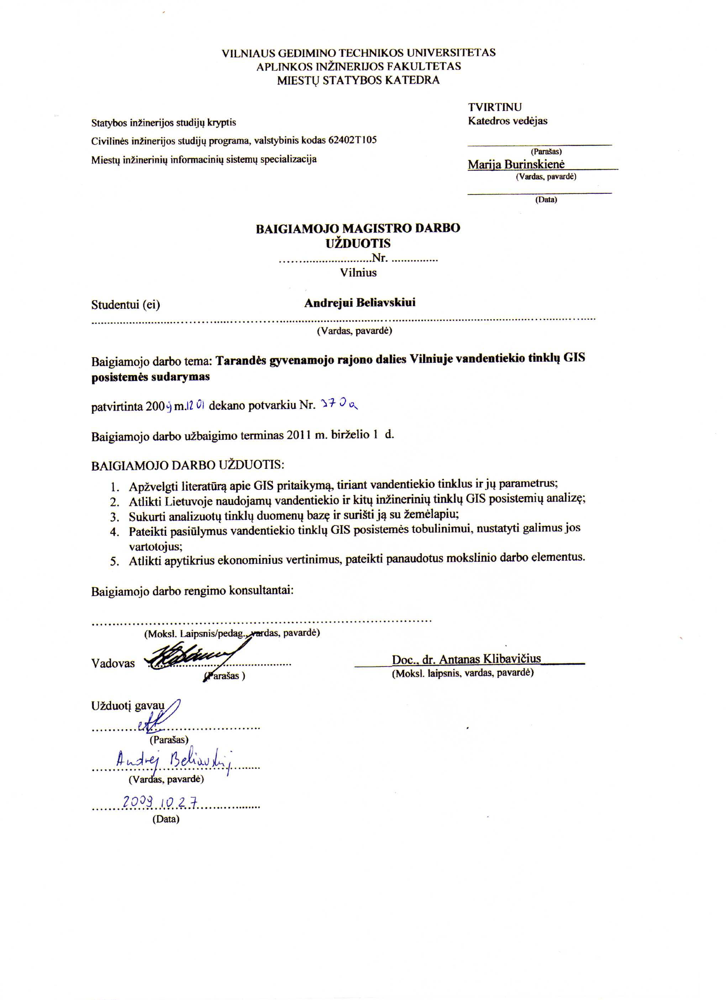 VILNIAUS GEDIMINO TECHNIKOS UNIVERSITETAS
APLINKOS INŽINERIJOS FAKULTETAS
MIESTŲ STATYBOS KATEDRA
TVIRTINU
Katedros vedėjas
Statybos inžinerijos studijų kryptis
Civilinės inžinerijos studijų programa, valstybinis kodas 62402T105
Miestų inžinerinių informacinių sistemų specializacija
(Parašas)
Marija Burinskienė
(Vardas, pavardė)
(Data)
BAIGIAMOJO MAGISTRO DARBO
UŽDUOTIS
............................Nr. ...............
Vilnius
Studentui (ei) Andrejui Beliavskiui
(Vardas, pavardė)
Baigiamojo darbo tema: Tarandės gyvenamojo rajono dalies Vilniuje vandentiekio tinklų GIS
posistemės sudarymas
patvirtinta 2009 m. 12 01 dekano potvarkiu Nr. 370a
Baigiamojo darbo užbaigimo terminas 2011 m. birželio 1 d.
BAIGIAMOJO DARBO UŽDUOTIS:
1. Apžvelgti literatūrą apie GIS pritaikymą, tiriant vandentiekio tinklus ir jų parametrus;
2. Atlikti Lietuvoje naudojamų vandentiekio ir kitų inžinerinių tinklų GIS posistemių analizę;
3. Sukurti analizuotų tinklų duomenų bazę ir surišti ją su žemėlapiu;
4. Pateikti pasiūlymus vandentiekio tinklų GIS posistemės tobulinimui, nustatyti galimus jos
vartotojus;
5. Atlikti apytikrius ekonominius vertinimus, pateikti panaudotus mokslinio darbo elementus.
Baigiamojo darbo rengimo konsultantai:
(Moksl. Laipsnis/pedag., vardas, pavardė)
Vadovas Doc., dr. Antanas Klibavičius
(Parašas ) (Moksl. laipsnis, vardas, pavardė)
Užduotį gavau
(Parašas)
Andrej Beliavskij
(Vardas, pavardė)
2009 10 27
(Data)